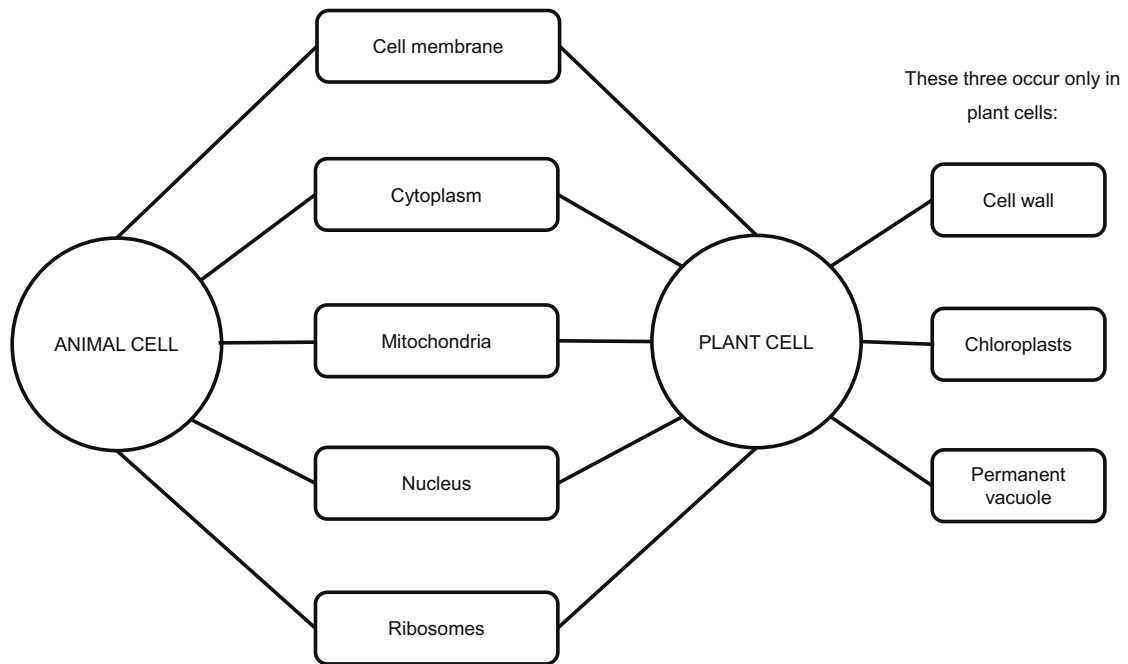 Cell membrane
These three occur only in
plant cells:
Cytoplasm
Cell wall
ANIMAL CELL
Mitochondria
PLANT CELL
Chloroplasts
Nucleus
Permanent
vacuole
Ribosomes